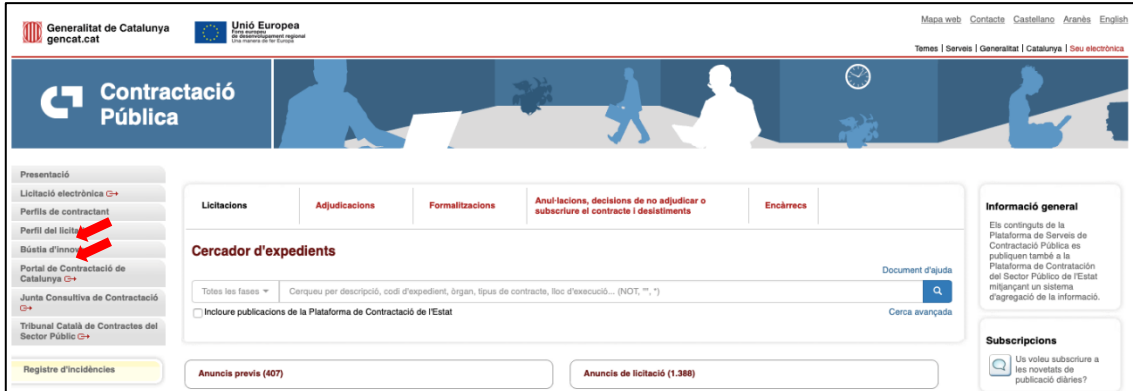 Generalitat de Catalunya
gencat.cat
Unió Europea
Fons europeu
de desenvolupament regional
Una manera de fer Europa
Mapa web Contacte Castellano Aranès English
Temes | Serveis | Generalitat | Catalunya | Seu electrònica
Contractació
Pública
Presentació
Licitació electrònica
Perfils de contractant
Perfil del
Bústia
Portal de Contractació de
Catalunya
Junta Consultiva de Contractació
Tribunal Català de Contractes del
Sector Públic
Registre d'incidències
Licitacions
Adjudicacions
Formalitzacions
Anul·lacions, decisions de no adjudicar o
subscriure el contracte i desistiments
Encàrrecs
Cercador d'expedients
Document d'ajuda
Totes les fases
Cerqueu per descripció, codi d'expedient, òrgan, tipus de contracte, lloc d'execució... (NOT, "", *)
Incloure publicacions de la Plataforma de Contractació de l'Estat
Cerca avançada
Anuncis previs (407)
Anuncis de licitació (1.388)
Informació general
Els continguts de la
Plataforma de Serveis de
Contractació Pública es
publiquen també a la
Plataforma de Contratación
del Sector Público de l'Estat
mitjançant un sistema
d'agregació de la informació.
Subscripcions
Us voleu subscriure a
les novetats de
publicació diàries?